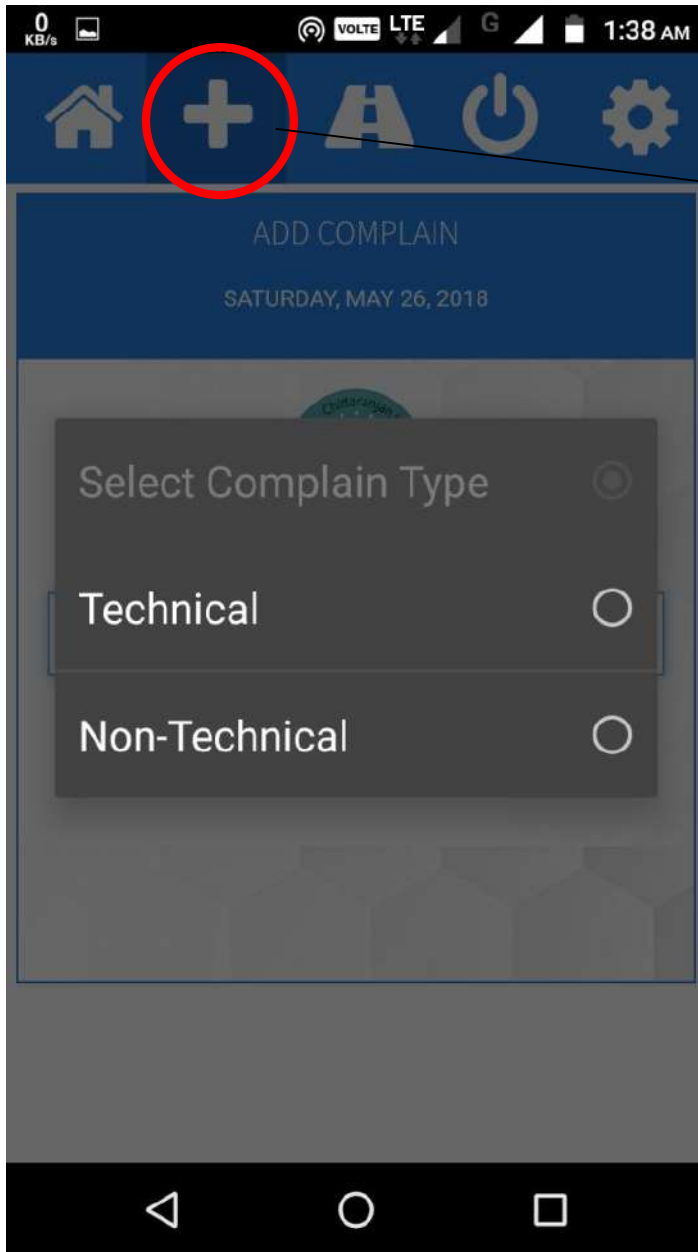 0
KB/s
VOLTE LTE G 1:38 AM
ADD COMPLAIN
SATURDAY, MAY 26, 2018
Chittaranjan
Select Complain Type
Technical
Non-Technical